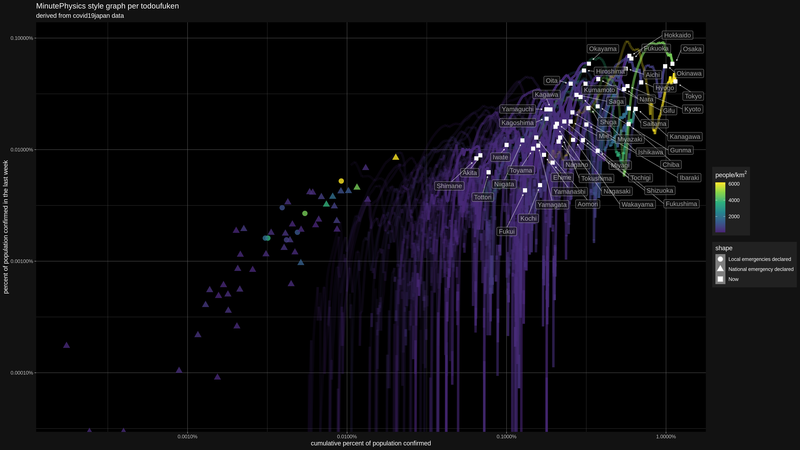 MinutePhysics style graph per todoufuken
derived from covid19japan data
percent of population confirmed in the last week
0.10000%
0.01000%
0.00100%
0.00010%
Hokkaido
Okayama
Fukuoka
Osaka
Hiroshima
Aichi
Okinawa
Oita
Hyogo
Kumamoto
Kagawa
Nara
Tokyo
Saga
Yamaguchi
Gifu
Kyoto
Kagoshima
Shiga
Saitama
Mie
Miyazaki
Kanagawa
Iwate
Ishikawa
Gunma
Nagano
Miyagi
Chiba
Akita
Toyama
Ehime
Tokushima
Tochigi
Ibaraki
Shimane
Niigata
Yamanashi
Nagasaki
Shizuoka
Tottori
Yamagata
Aomori
Wakayama
Fukushima
Kochi
Fukui
0.0010%
0.0100%
0.1000%
1.0000%
cumulative percent of population confirmed
people/km²
6000
4000
2000
shape
Local emergencies declared
National emergency declared
Now